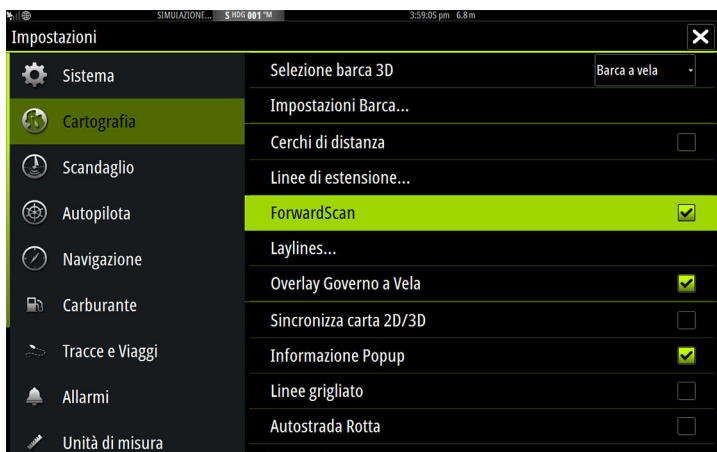 SIMULAZIONE... S HDG 001 °M 3:59:05 pm 6.8 m
Impostazioni
Sistema
Cartografia
Scandaglio
Autopilota
Navigazione
Carburante
Tracce e Viaggi
Allarmi
Unità di misura
Selezione barca 3D Barca a vela
Impostazioni Barca...
Cerchi di distanza
Linee di estensione...
ForwardScan
Laylines...
Overlay Governo a Vela
Sincronizza carta 2D/3D
Informazione Popup
Linee grigliato
Autostrada Rotta